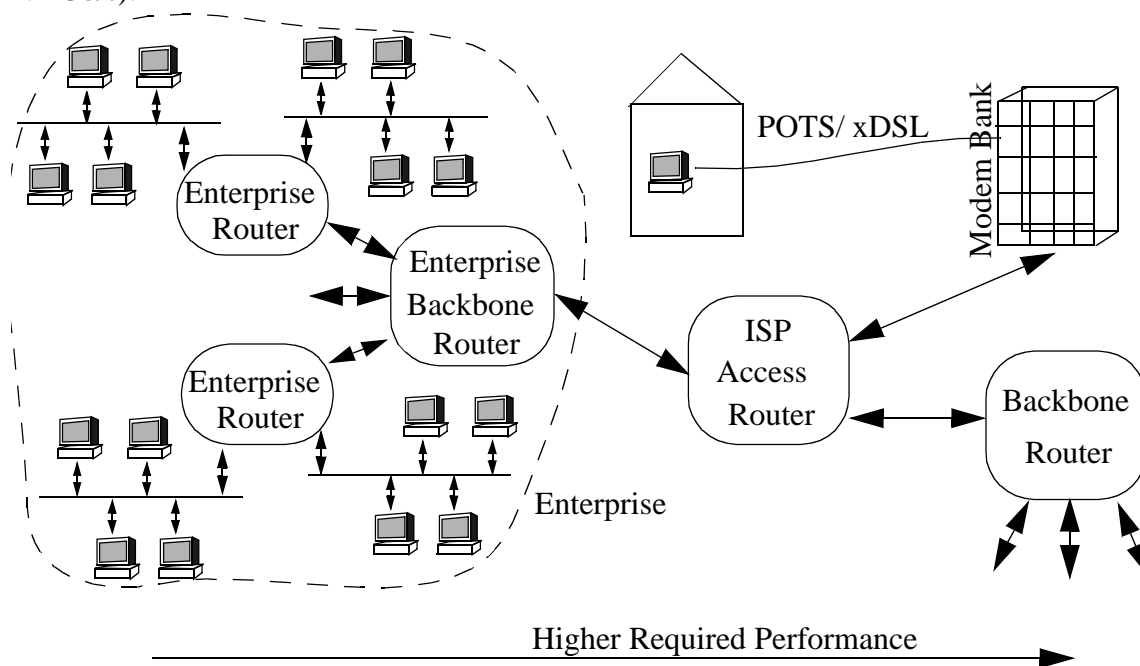 POTS/ xDSL
Modem Bank
Enterprise
Router
Enterprise
Backbone
Router
ISP
Access
Router
Enterprise
Router
Backbone
Router
Enterprise
Higher Required Performance